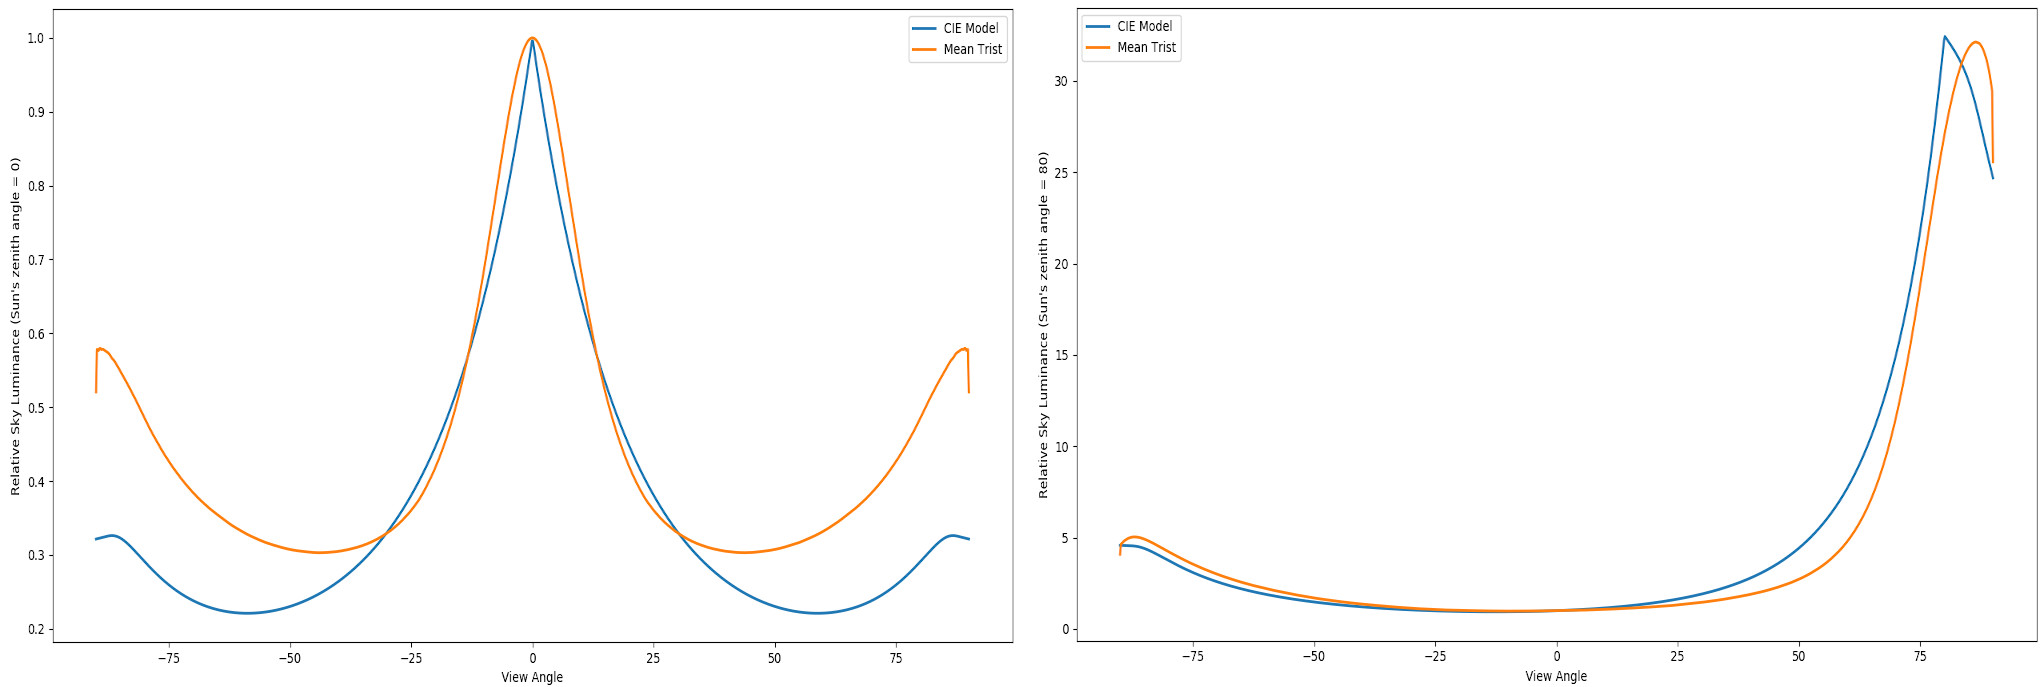 Relative Sky Luminance (Sun's zenith angle = 0)
1.0
0.9
0.8
0.7
0.6
0.5
0.4
0.3
0.2
CIE Model
Mean Trist
−75 −50 −25 0 25 50 75
View Angle
Relative Sky Luminance (Sun's zenith angle = 80)
30
25
20
15
10
5
0
CIE Model
Mean Trist
−75 −50 −25 0 25 50 75
View Angle